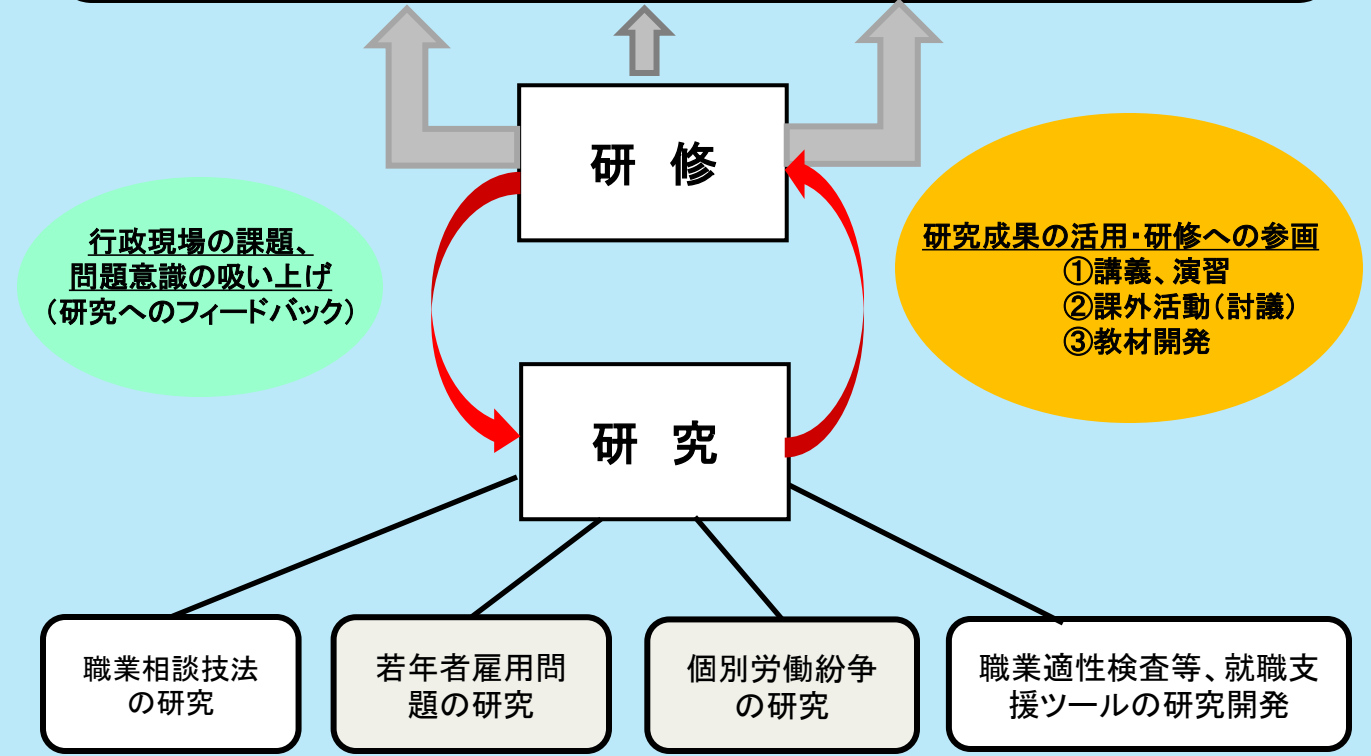 研 修
行政現場の課題、
問題意識の吸い上げ
（研究へのフィードバック）
研究成果の活用・研修への参画
①講義、演習
②課外活動（討議）
③教材開発
研 究
職業相談技法
の研究
若年者雇用問
題の研究
個別労働紛争
の研究
職業適性検査等、就職支
援ツールの研究開発